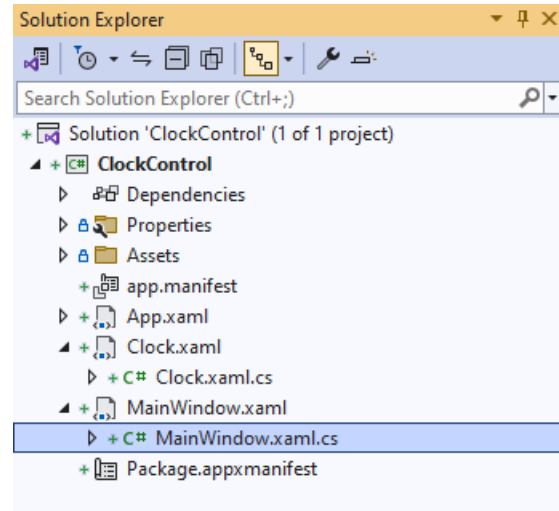 Solution Explorer
Search Solution Explorer (Ctrl+;)
Solution 'ClockControl' (1 of 1 project)
C# ClockControl
Dependencies
Properties
Assets
app.manifest
App.xaml
Clock.xaml
C# Clock.xaml.cs
MainWindow.xaml
C# MainWindow.xaml.cs
Package.appxmanifest